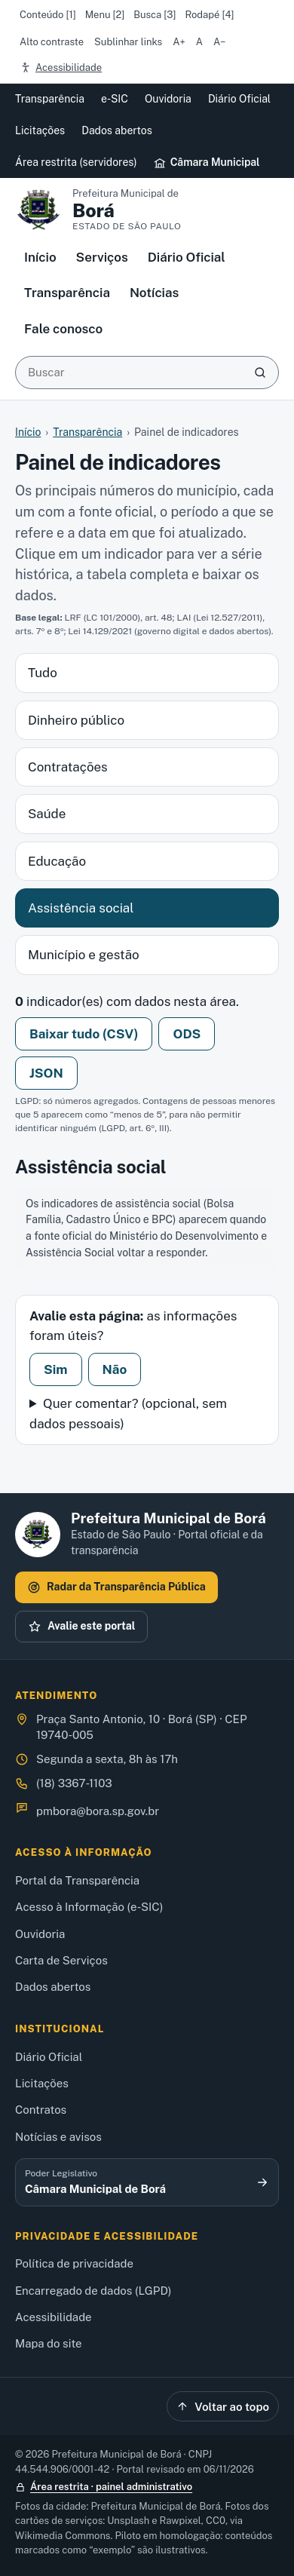 Conteúdo [1] Menu [2] Busca [3] Rodapé [4]
Alto contraste Sublinhar links A+ A A−
Acessibilidade
Transparência e-SIC Ouvidoria Diário Oficial
Licitações Dados abertos
Área restrita (servidores) Câmara Municipal
Prefeitura Municipal de
Borá
ESTADO DE SÃO PAULO
Início Serviços Diário Oficial
Transparência Notícias
Fale conosco
Buscar
Início › Transparência › Painel de indicadores
Painel de indicadores
Os principais números do município, cada
um com a fonte oficial, o período a que se
refere e a data em que foi atualizado.
Clique em um indicador para ver a série
histórica, a tabela completa e baixar os
dados.
Base legal: LRF (LC 101/2000), art. 48; LAI (Lei 12.527/2011),
arts. 7º e 8º; Lei 14.129/2021 (governo digital e dados abertos).
Tudo
Dinheiro público
Contratações
Saúde
Educação
Assistência social
Município e gestão
0 indicador(es) com dados nesta área.
Baixar tudo (CSV) ODS
JSON
LGPD: só números agregados. Contagens de pessoas menores
que 5 aparecem como "menos de 5", para não permitir
identificar ninguém (LGPD, art. 6º, III).
Assistência social
Os indicadores de assistência social (Bolsa
Família, Cadastro Único e BPC) aparecem quando
a fonte oficial do Ministério do Desenvolvimento e
Assistência Social voltar a responder.
Avalie esta página: as informações
foram úteis?
Sim Não
▶ Quer comentar? (opcional, sem
dados pessoais)
Prefeitura Municipal de Borá
Estado de São Paulo · Portal oficial e da
transparência
Radar da Transparência Pública
Avalie este portal
ATENDIMENTO
Praça Santo Antonio, 10 · Borá (SP) · CEP
19740-005
Segunda a sexta, 8h às 17h
(18) 3367-1103
pmbora@bora.sp.gov.br
ACESSO À INFORMAÇÃO
Portal da Transparência
Acesso à Informação (e-SIC)
Ouvidoria
Carta de Serviços
Dados abertos
INSTITUCIONAL
Diário Oficial
Licitações
Contratos
Notícias e avisos
Poder Legislativo
Câmara Municipal de Borá
PRIVACIDADE E ACESSIBILIDADE
Política de privacidade
Encarregado de dados (LGPD)
Acessibilidade
Mapa do site
Voltar ao topo
© 2026 Prefeitura Municipal de Borá · CNPJ
44.544.906/0001-42 · Portal revisado em 06/11/2026
Área restrita · painel administrativo
Fotos da cidade: Prefeitura Municipal de Borá. Fotos dos
cartões de serviços: Unsplash e Rawpixel, CC0, via
Wikimedia Commons. Piloto em homologação: conteúdos
marcados como “exemplo” são ilustrativos.